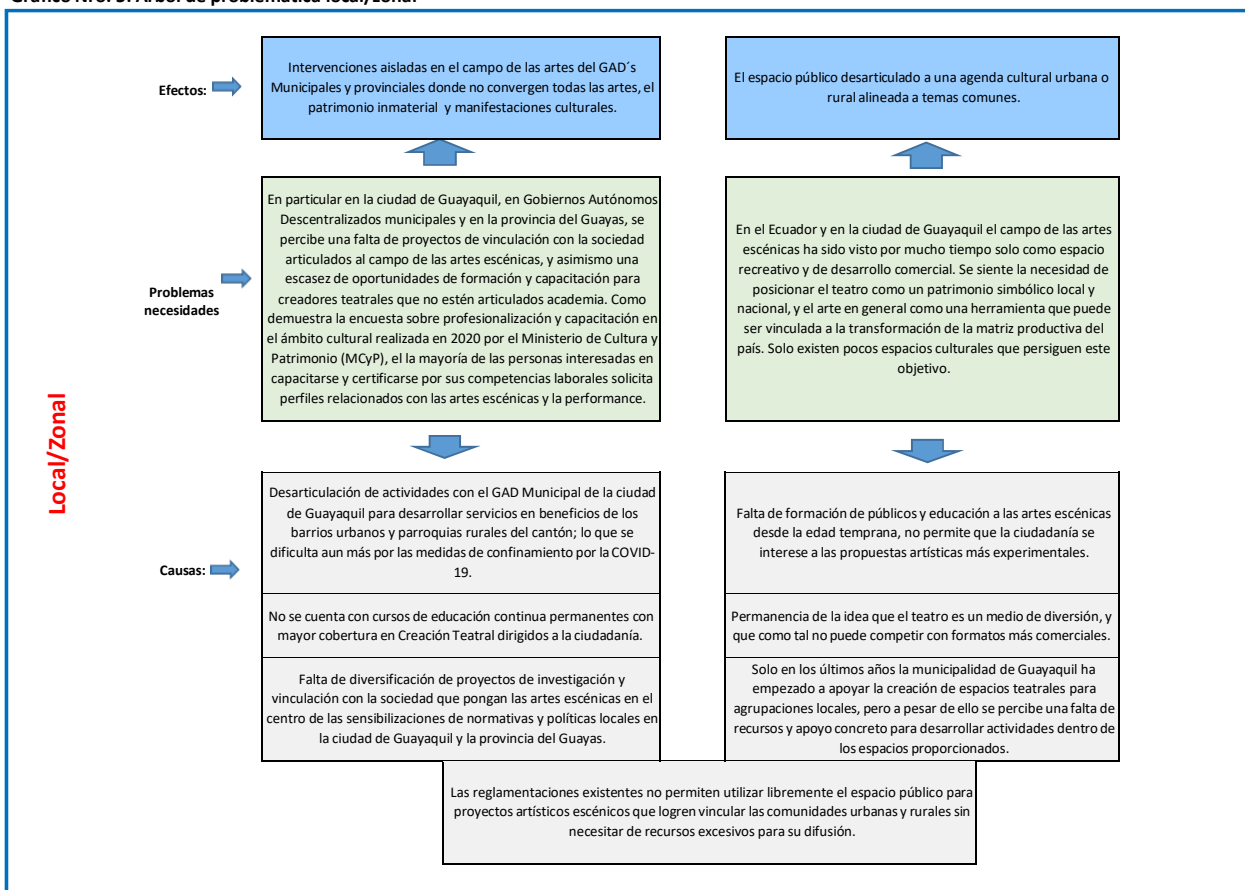 Gráfico Nro. 3. Árbol de problemática local/zonal
Efectos:
Intervenciones aisladas en el campo de las artes del GAD´s
Municipales y provinciales donde no convergen todas las artes, el
patrimonio inmaterial y manifestaciones culturales.
El espacio público desarticulado a una agenda cultural urbana o
rural alineada a temas comunes.
Local/Zonal
Problemas
necesidades
En particular en la ciudad de Guayaquil, en Gobiernos Autónomos
Descentralizados municipales y en la provincia del Guayas, se
percibe una falta de proyectos de vinculación con la sociedad
articulados al campo de las artes escénicas, y asimismo una
escasez de oportunidades de formación y capacitación para
creadores teatrales que no estén articulados academia. Como
demuestra la encuesta sobre profesionalización y capacitación en
el ámbito cultural realizada en 2020 por el Ministerio de Cultura y
Patrimonio (MCyP), el la mayoría de las personas interesadas en
capacitarse y certificarse por sus competencias laborales solicita
perfiles relacionados con las artes escénicas y la performance.
En el Ecuador y en la ciudad de Guayaquil el campo de las artes
escénicas ha sido visto por mucho tiempo solo como espacio
recreativo y de desarrollo comercial. Se siente la necesidad de
posicionar el teatro como un patrimonio simbólico local y
nacional, y el arte en general como una herramienta que puede
ser vinculada a la transformación de la matriz productiva del
país. Solo existen pocos espacios culturales que persiguen este
objetivo.
Causas:
Desarticulación de actividades con el GAD Municipal de la ciudad
de Guayaquil para desarrollar servicios en beneficios de los
barrios urbanos y parroquias rurales del cantón; lo que se
dificulta aun más por las medidas de confinamiento por la COVID-
19.
No se cuenta con cursos de educación continua permanentes con
mayor cobertura en Creación Teatral dirigidos a la ciudadanía.
Falta de diversificación de proyectos de investigación y
vinculación con la sociedad que pongan las artes escénicas en el
centro de las sensibilizaciones de normativas y políticas locales en
la ciudad de Guayaquil y la provincia del Guayas.
Falta de formación de públicos y educación a las artes escénicas
desde la edad temprana, no permite que la ciudadanía se
interese a las propuestas artísticas más experimentales.
Permanencia de la idea que el teatro es un medio de diversión, y
que como tal no puede competir con formatos más comerciales.
Solo en los últimos años la municipalidad de Guayaquil ha
empezado a apoyar la creación de espacios teatrales para
agrupaciones locales, pero a pesar de ello se percibe una falta de
recursos y apoyo concreto para desarrollar actividades dentro de
los espacios proporcionados.
Las reglamentaciones existentes no permiten utilizar libremente el espacio público para
proyectos artísticos escénicos que logren vincular las comunidades urbanas y rurales sin
necesitar de recursos excesivos para su difusión.